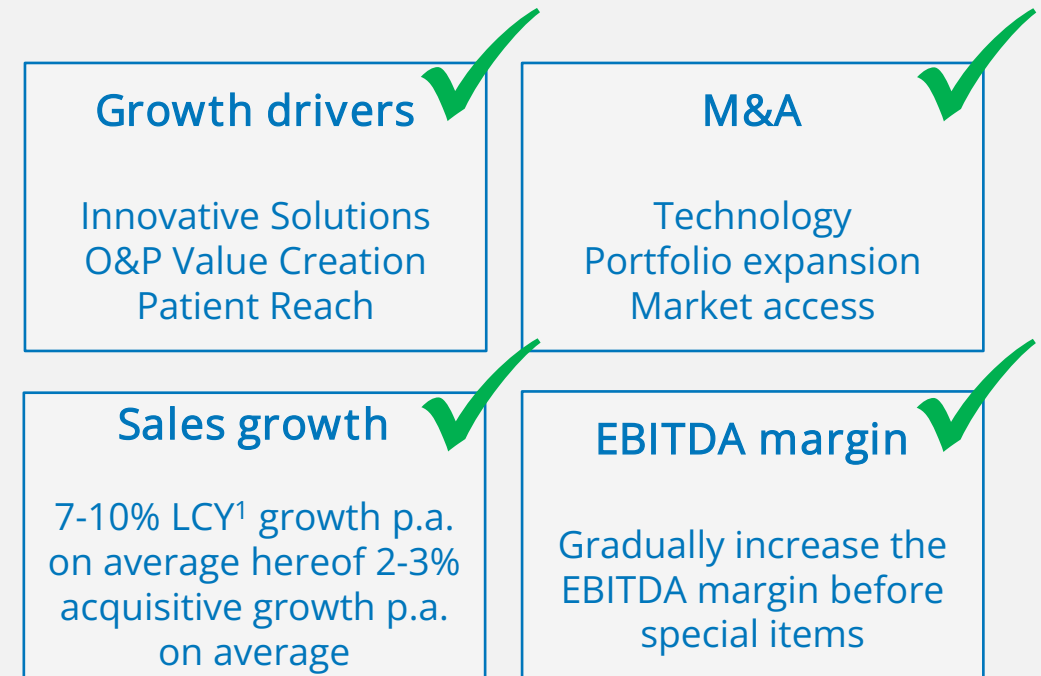 Growth drivers
Innovative Solutions
O&P Value Creation
Patient Reach
M&A
Technology
Portfolio expansion
Market access
Sales growth
7-10% LCY¹ growth p.a.
on average hereof 2-3%
acquisitive growth p.a.
on average
EBITDA margin
Gradually increase the
EBITDA margin before
special items